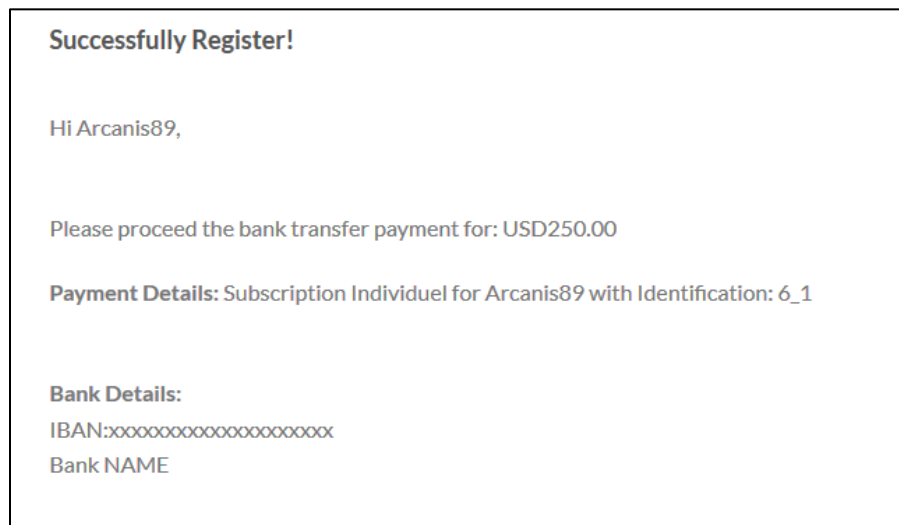 Successfully Register!
Hi Arcanis89,
Please proceed the bank transfer payment for: USD250.00
Payment Details: Subscription Individuel for Arcanis89 with Identification: 6_1
Bank Details:
IBAN:xxxxxxxxxxxxxxxxxxxx
Bank NAME